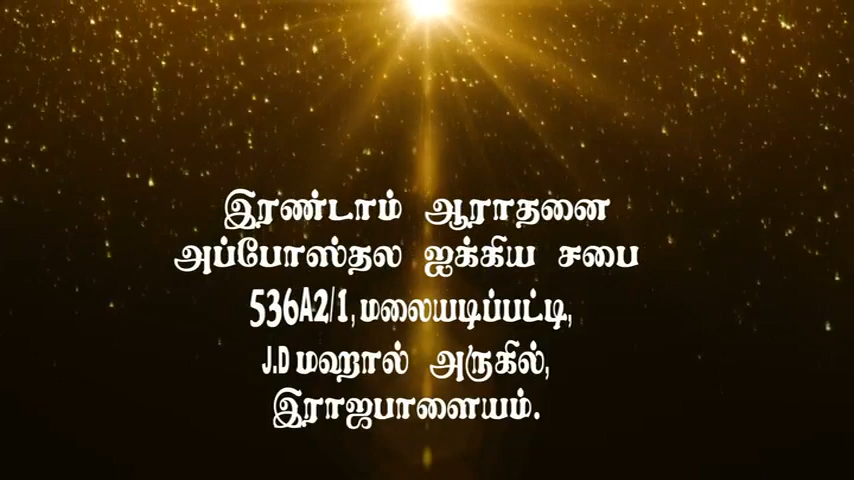 இரண்டாம் ஆராதனை
அப்போஸ்தல ஐக்கிய சபை
536A2/1, மலையடிப்பட்டி,
J.D மஹால் அருகில்,
இராஜபாளையம்.